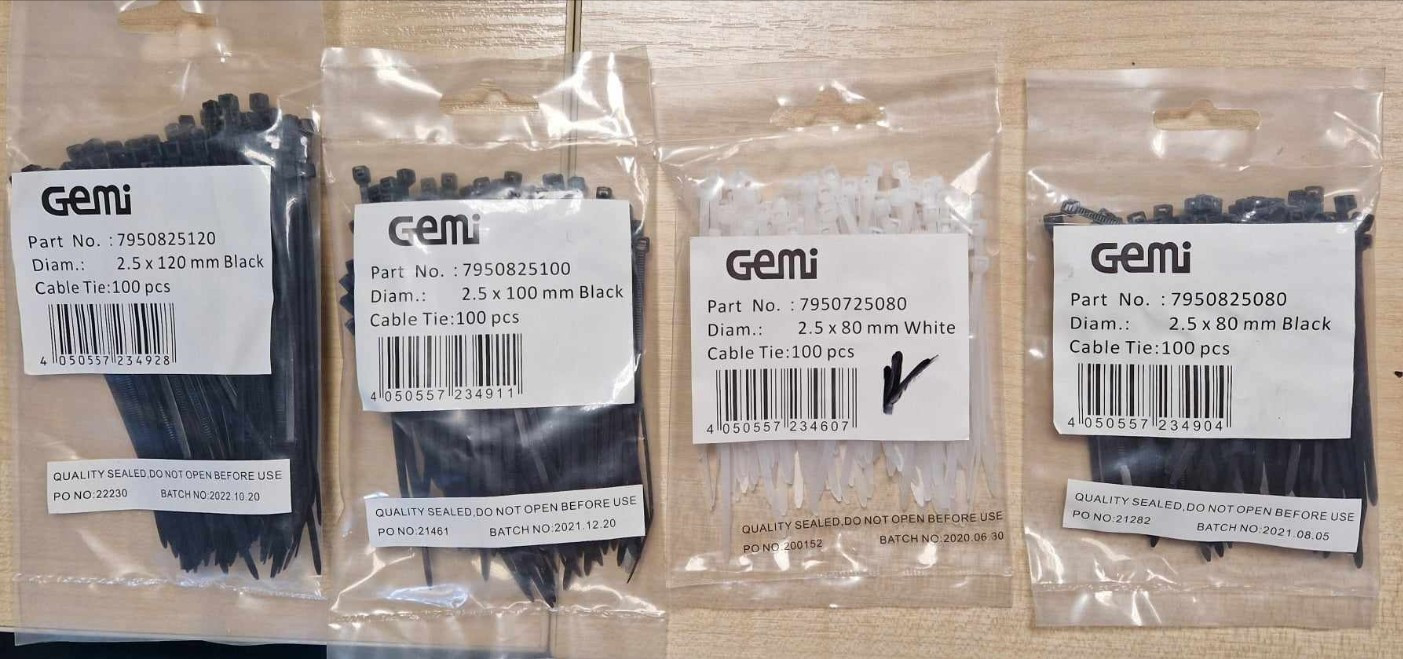 Gemi
Part No. : 7950825120
Diam.: 2.5 x 120 mm Black
Cable Tie:100 pcs
4 050557 234928
QUALITY SEALED,DO NOT OPEN BEFORE USE
PO NO:22230 BATCH NO:2022.10.20
Gemi
Part No. : 7950825100
Diam.: 2.5 x 100 mm Black
Cable Tie:100 pcs
4 050557 234911
QUALITY SEALED,DO NOT OPEN BEFORE USE
PO NO:21461 BATCH NO:2021.12.20
Gemi
Part No. : 7950725080
Diam.: 2.5 x 80 mm White
Cable Tie:100 pcs
4 050557 234607
QUALITY SEALED,DO NOT OPEN BEFORE USE
PO NO:200152 BATCH NO:2020.06.30
Gemi
Part No. : 7950825080
Diam.: 2.5 x 80 mm Black
Cable Tie:100 pcs
4 050557 234904
QUALITY SEALED,DO NOT OPEN BEFORE USE
PO NO:21282 BATCH NO:2021.08.05